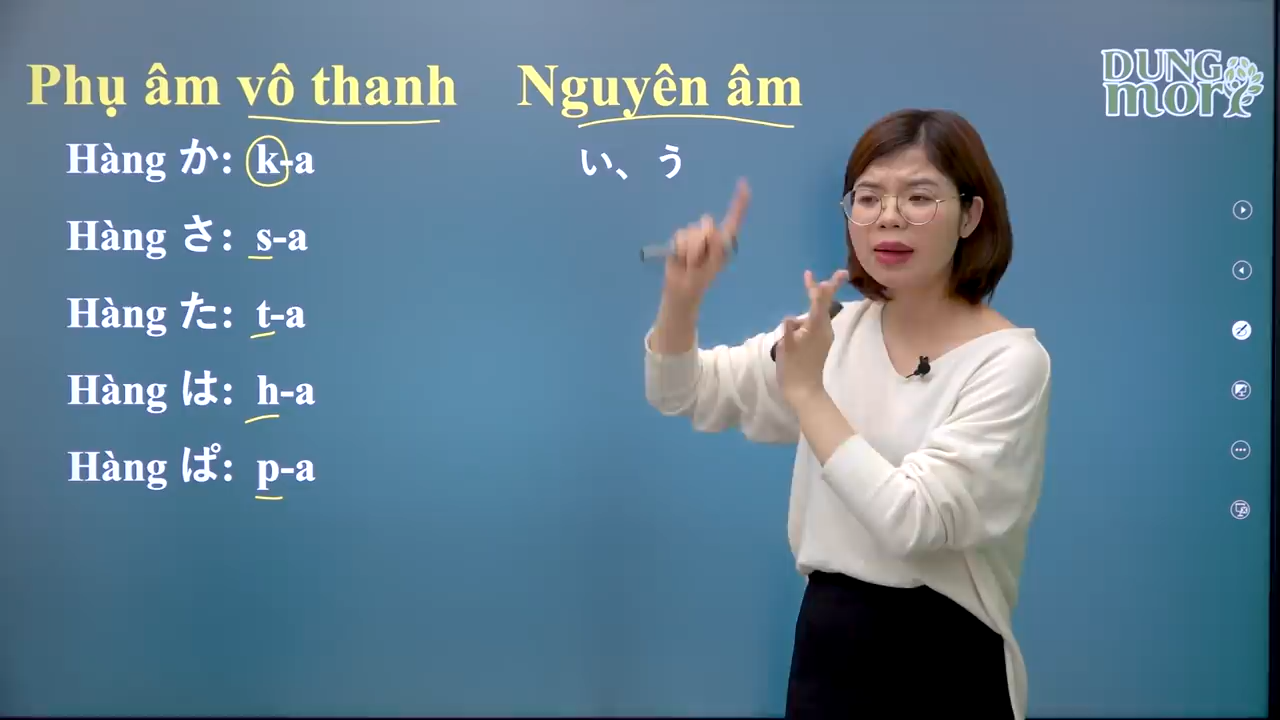 Phụ âm vô thanh
Hàng か: k-a
Hàng さ: s-a
Hàng た: t-a
Hàng は: h-a
Hàng ぱ: p-a
Nguyên âm
い、う
DUNG
mori